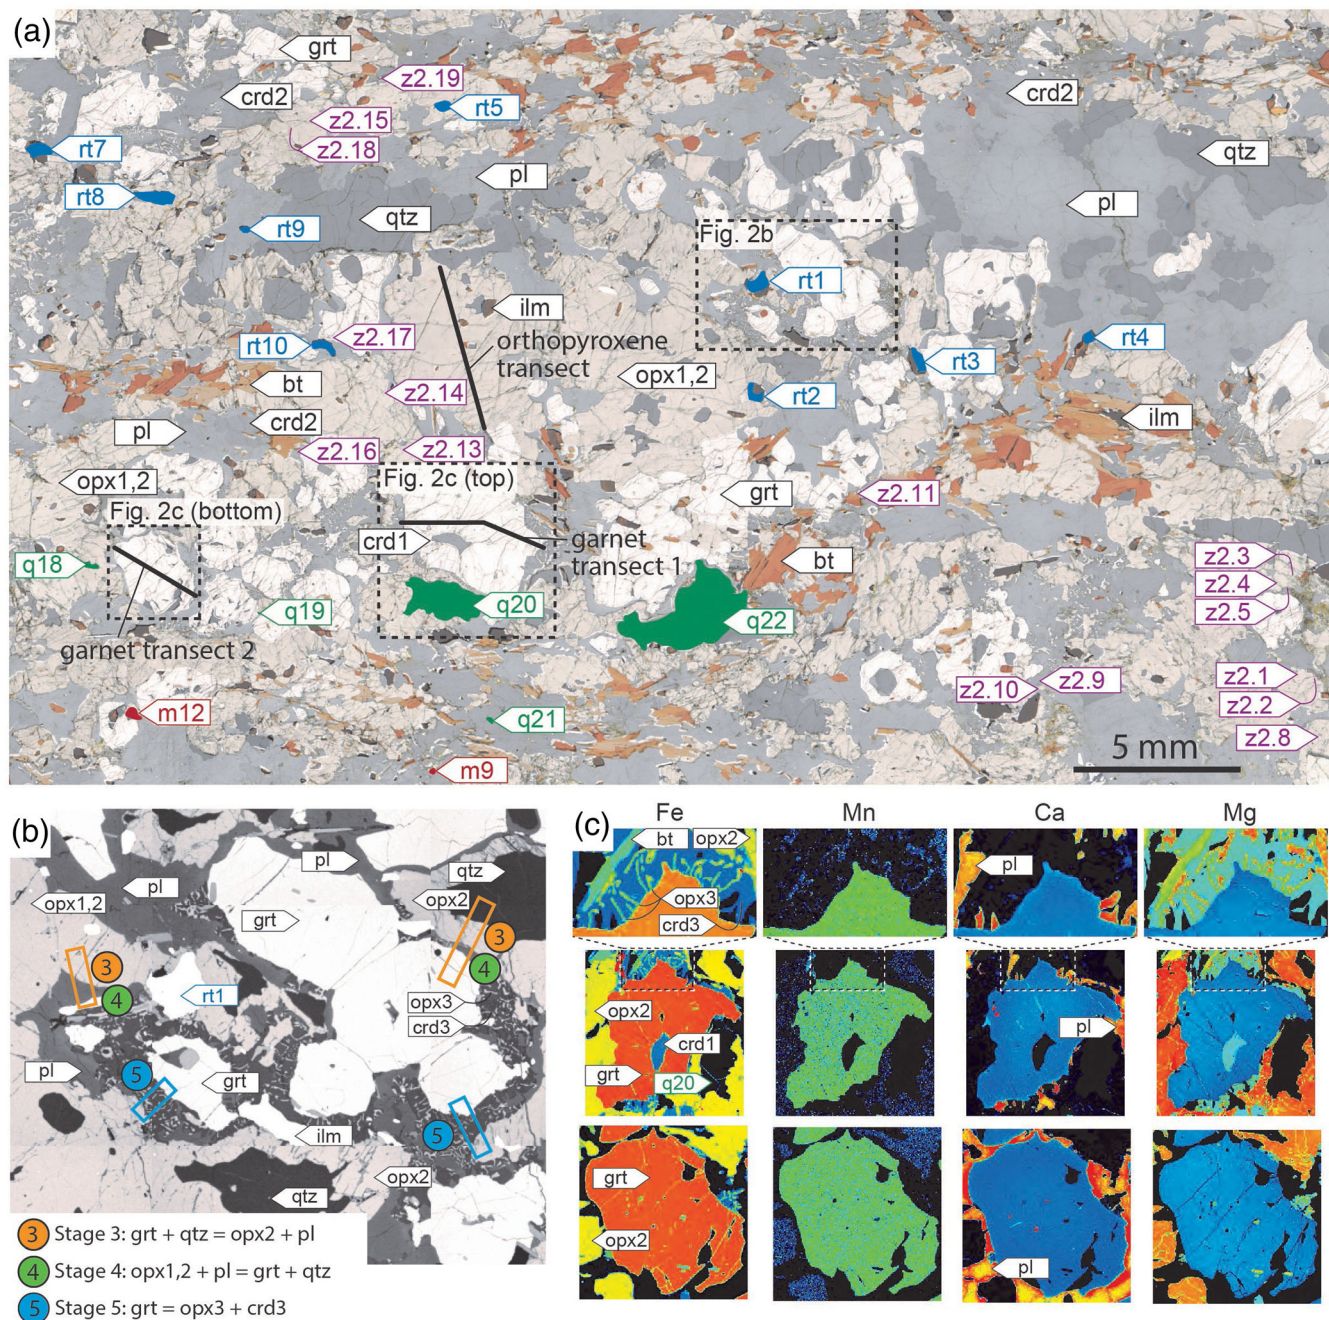 (a)
grt
z2.19
crd2
rt5
crd2
z2.15
z2.18
rt7
qtz
pl
rt8
pl
qtz
rt9
Fig. 2b
rt1
ilm
z2.17
rt10
orthopyroxene
transect
rt4
rt3
opx1,2
bt
z2.14
rt2
ilm
crd2
pl
z2.16
z2.13
opx1,2
Fig. 2c (top)
grt
z2.11
Fig. 2c (bottom)
crd1
garnet
transect 1
bt
z2.3
q18
z2.4
z2.5
q19
q20
q22
garnet transect 2
z2.1
z2.9
z2.10
z2.2
m12
q21
z2.8
5 mm
m9
(b)
pl
qtz
pl
opx1,2
opx2
grt
3
3
4
4
rt1
opx3
crd3
pl
5
grt
5
ilm
opx2
qtz
3 Stage 3: grt + qtz = opx2 + pl
4 Stage 4: opx1,2 + pl = grt + qtz
5 Stage 5: grt = opx3 + crd3
(c)
Fe
Mn
Ca
Mg
bt
opx2
pl
opx3
crd3
opx2
crd1
pl
grt
q20
grt
opx2
pl